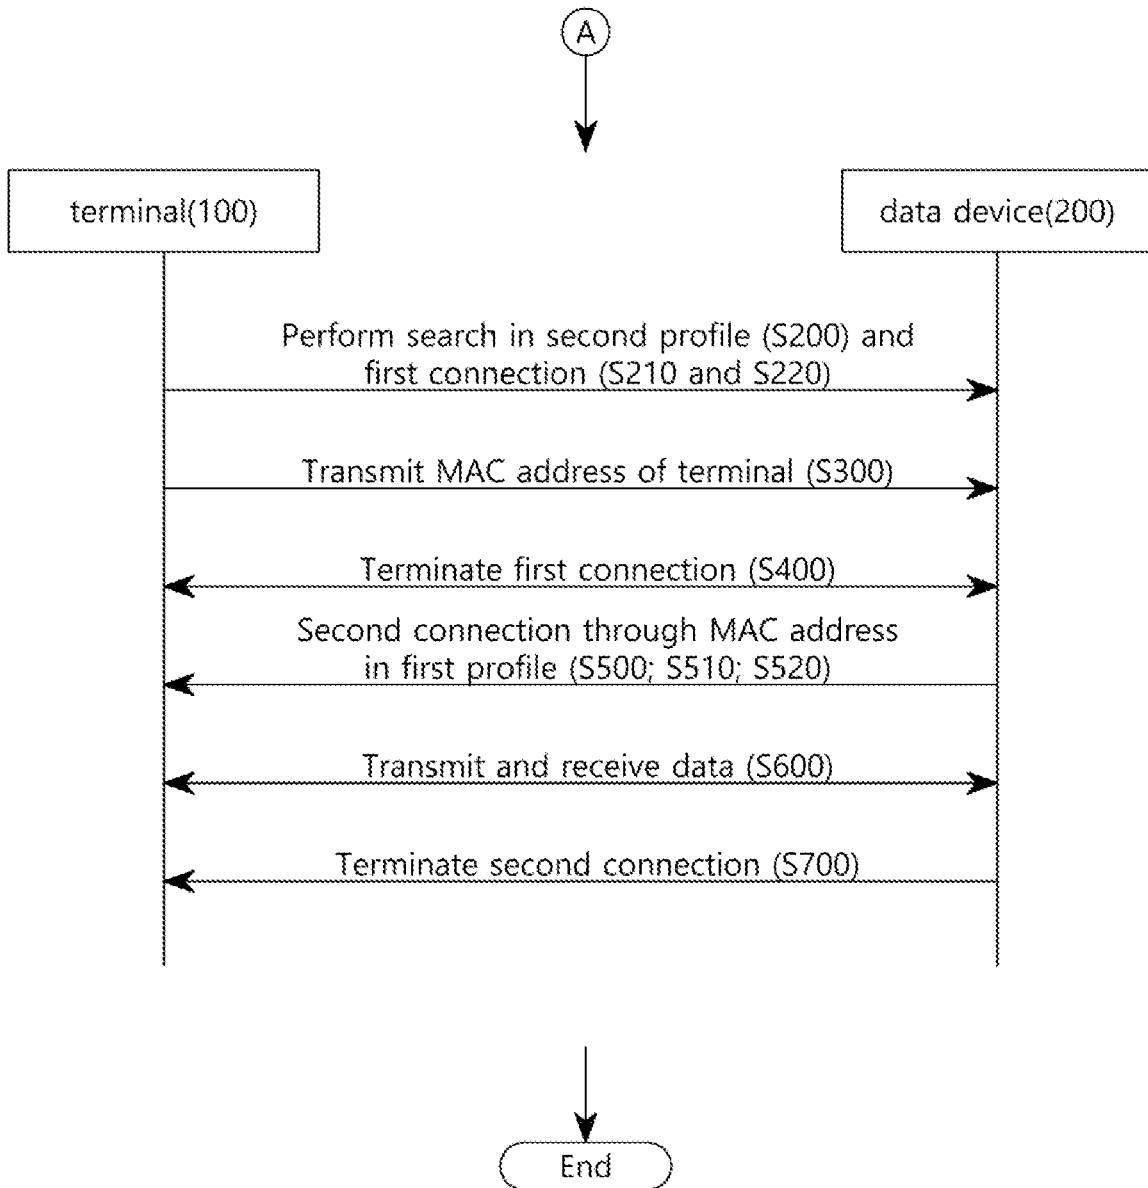 A
terminal(100)
data device(200)
Perform search in second profile (S200) and
first connection (S210 and S220)
Transmit MAC address of terminal (S300)
Terminate first connection (S400)
Second connection through MAC address
in first profile (S500; S510; S520)
Transmit and receive data (S600)
Terminate second connection (S700)
End